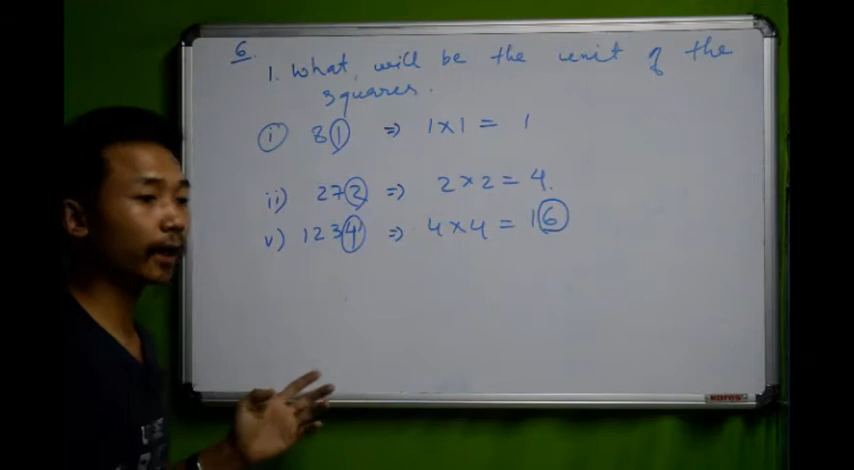 6.
1. What will be the unit of the
squares.
i) 81 ⇒ 1×1 = 1
ii) 272 ⇒ 2×2 = 4.
v) 1234 ⇒ 4×4 = 16
kores